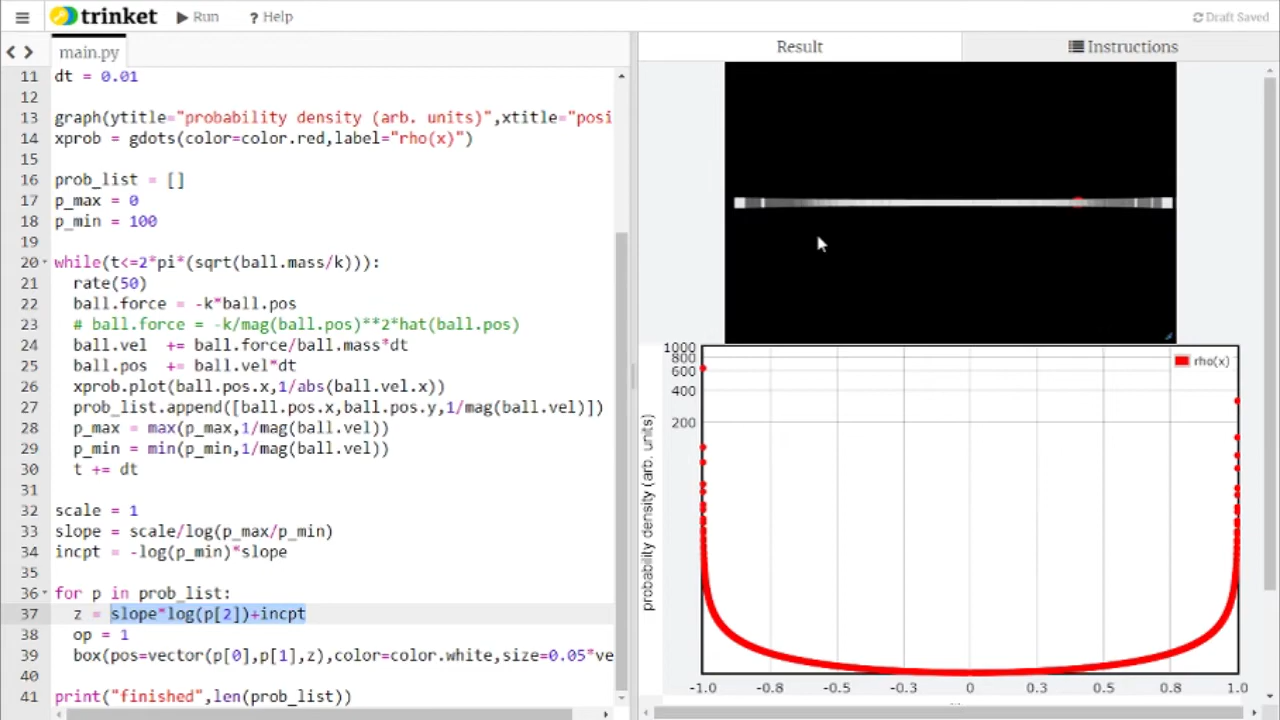 trinket
Run
? Help
Draft Saved
main.py
Result
Instructions
11 dt = 0.01
12
13 graph(ytitle="probability density (arb. units)",xtitle="posi
14 xprob = gdots(color=color.red,label="rho(x)")
15
16 prob_list = []
17 p_max = 0
18 p_min = 100
19
20 while(t<=2*pi*(sqrt(ball.mass/k))):
21 rate(50)
22 ball.force = -k*ball.pos
23 # ball.force = -k/mag(ball.pos)**2*hat(ball.pos)
24 ball.vel += ball.force/ball.mass*dt
25 ball.pos += ball.vel*dt
26 xprob.plot(ball.pos.x,1/abs(ball.vel.x))
27 prob_list.append([ball.pos.x,ball.pos.y,1/mag(ball.vel)])
28 p_max = max(p_max,1/mag(ball.vel))
29 p_min = min(p_min,1/mag(ball.vel))
30 t += dt
31
32 scale = 1
33 slope = scale/log(p_max/p_min)
34 incpt = -log(p_min)*slope
35
36 for p in prob_list:
37 z = slope*log(p[2])+incpt
38 op = 1
39 box(pos=vector(p[0],p[1],z),color=color.white,size=0.05*ve
40
41 print("finished",len(prob_list))
1000
800
600
400
200
rho(x)
probability density (arb. units)
-1.0 -0.8 -0.5 -0.3 0 0.3 0.5 0.8 1.0